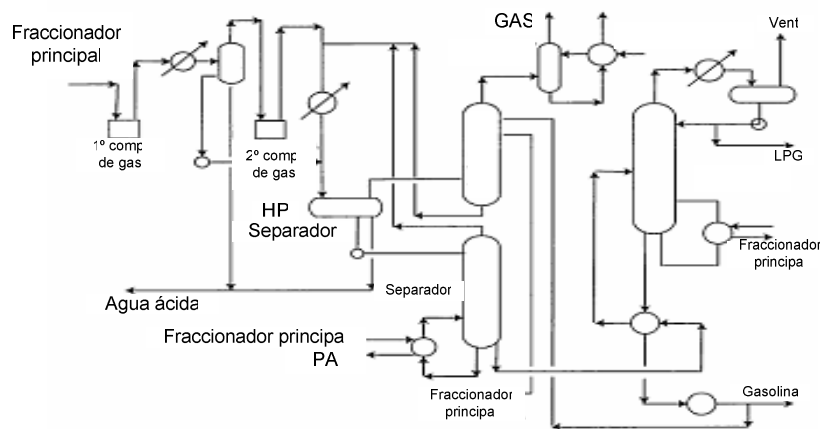 GAS
Vent
Fraccionador
principal
1º comp
de gas
2º comp
de gas
LPG
HP
Separador
Fraccionador
principa
Separador
Agua ácida
Fraccionador principa
PA
Fraccionador
principa
Gasolina